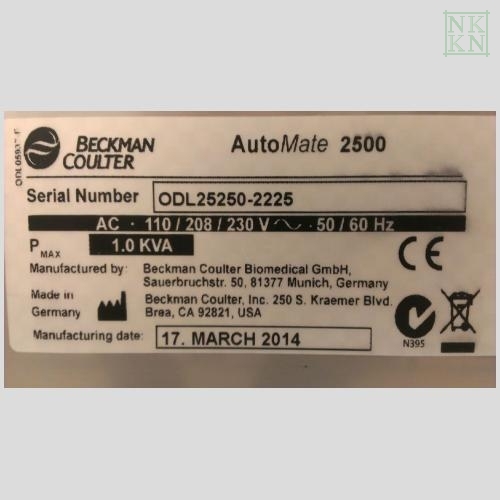 NK
KN
BECKMAN
COULTER
AutoMate 2500
Serial Number ODL25250-2225
AC · 110 / 208 / 230 V ~ · 50 / 60 Hz
P MAX 1.0 KVA
CE
Manufactured by: Beckman Coulter Biomedical GmbH,
Sauerbruchstr. 50, 81377 Munich, Germany
Made in
Germany
Beckman Coulter, Inc. 250 S. Kraemer Blvd.
Brea, CA 92821, USA
N395
Manufacturing date: 17. MARCH 2014